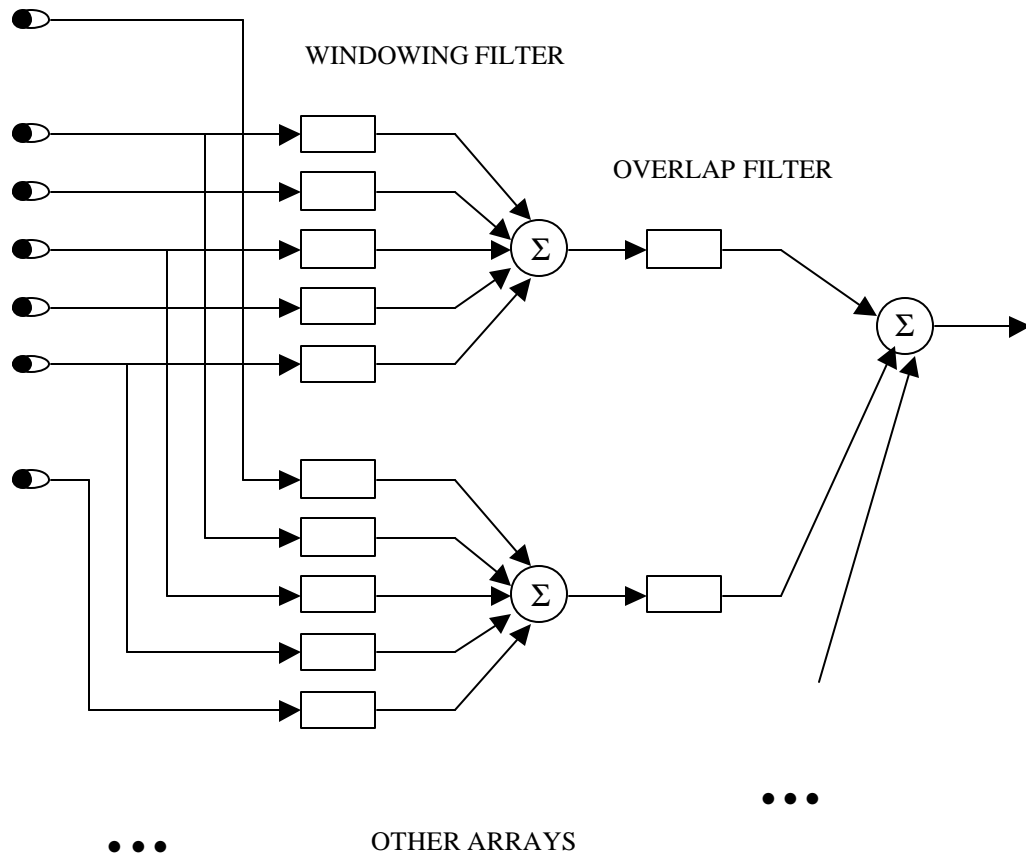 WINDOWING FILTER
OVERLAP FILTER
Σ
Σ
Σ
•••
OTHER ARRAYS
•••